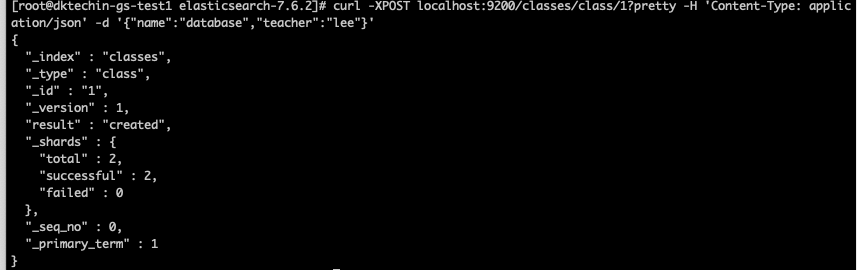 [root@dktechin-gs-test1 elasticsearch-7.6.2]# curl -XPOST localhost:9200/classes/class/1?pretty -H 'Content-Type: applic
ation/json' -d '{"name":"database","teacher":"lee"}'
{
  "_index" : "classes",
  "_type" : "class",
  "_id" : "1",
  "_version" : 1,
  "result" : "created",
  "_shards" : {
    "total" : 2,
    "successful" : 2,
    "failed" : 0
  },
  "_seq_no" : 0,
  "_primary_term" : 1
}